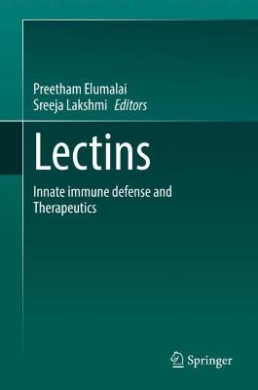 Preetham Elumalai
Sreeja Lakshmi Editors
Lectins
Innate immune defense and
Therapeutics
Springer